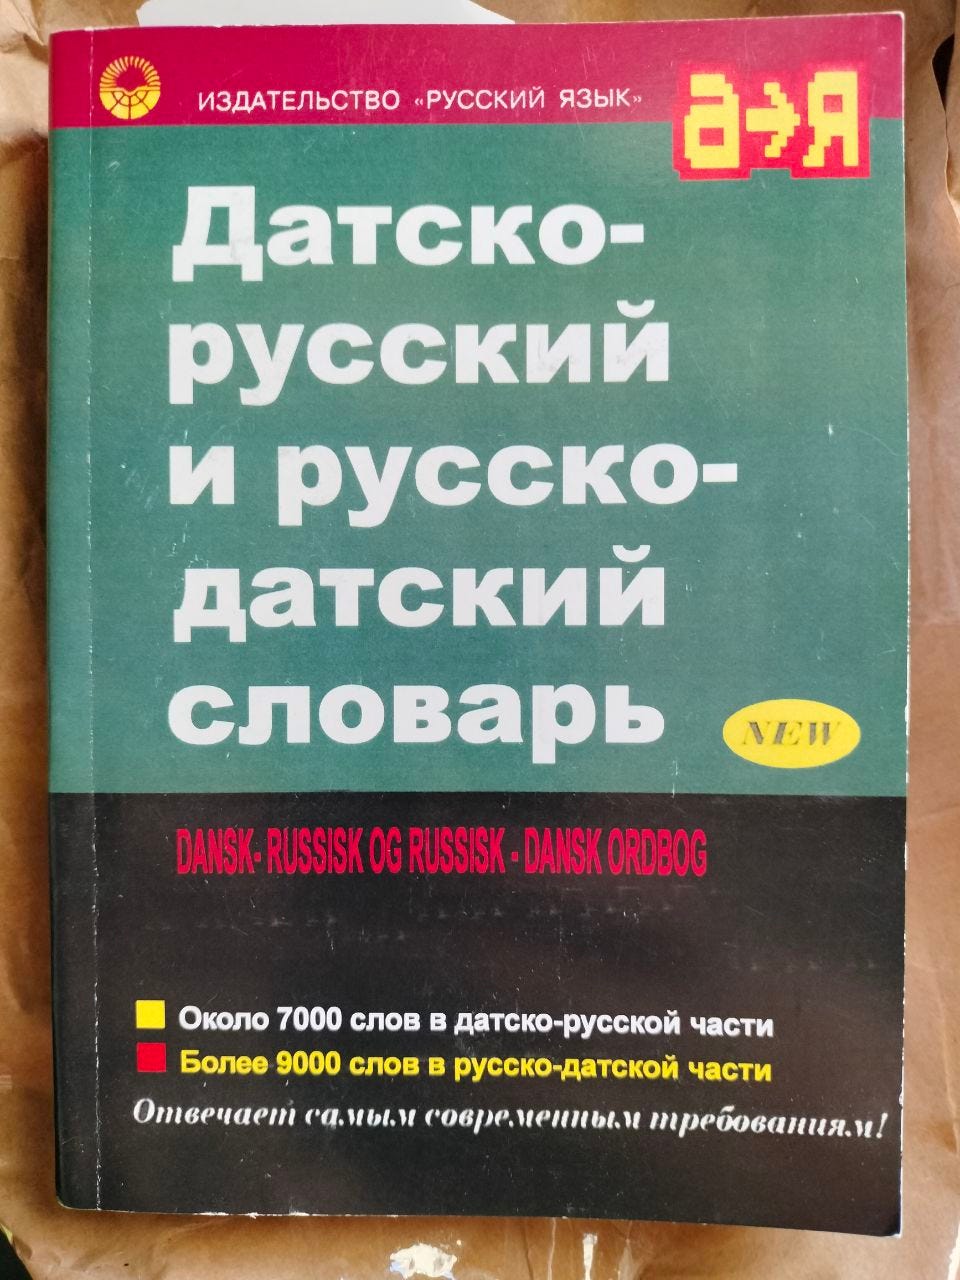 ИЗДАТЕЛЬСТВО «РУССКИЙ ЯЗЫК»
а→я
Датско-
русский
и русско-
датский
словарь
NEW
DANSK- RUSSISK OG RUSSISK - DANSK ORDBOG
Около 7000 слов в датско-русской части
Более 9000 слов в русско-датской части
Отвечает самым современным требованиям!